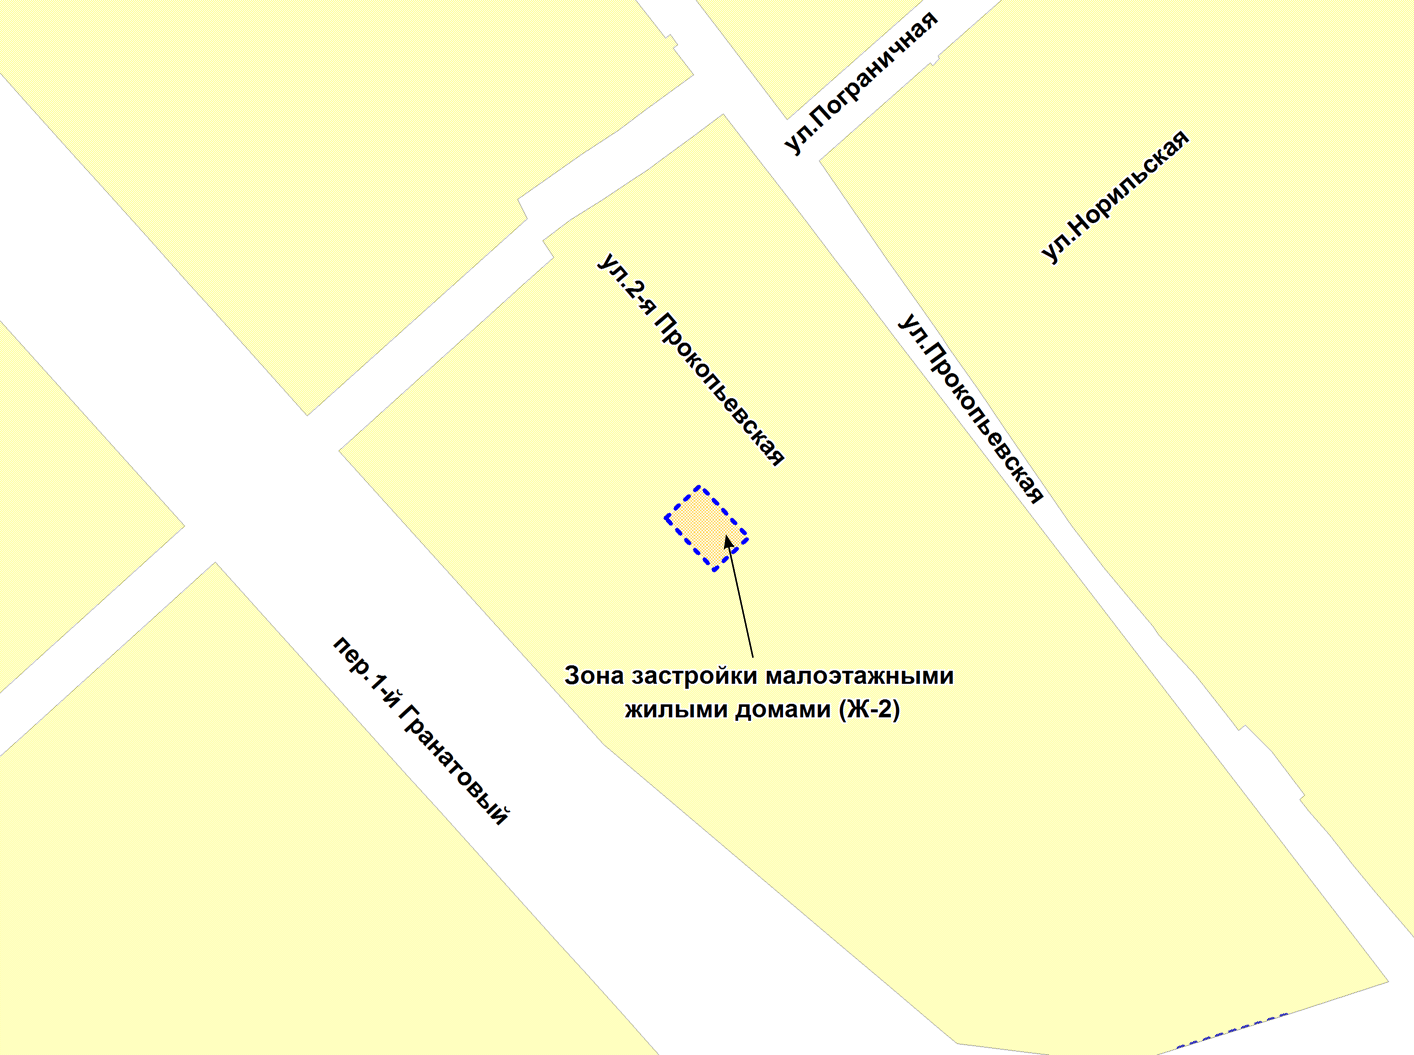 ул.Пограничная
ул.Норильская
ул.2-я Прокопьевская
ул.Прокопьевская
Зона застройки малоэтажными
жилыми домами (Ж-2)
пер.1-й Гранатовый